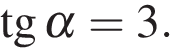 tg α = 3.